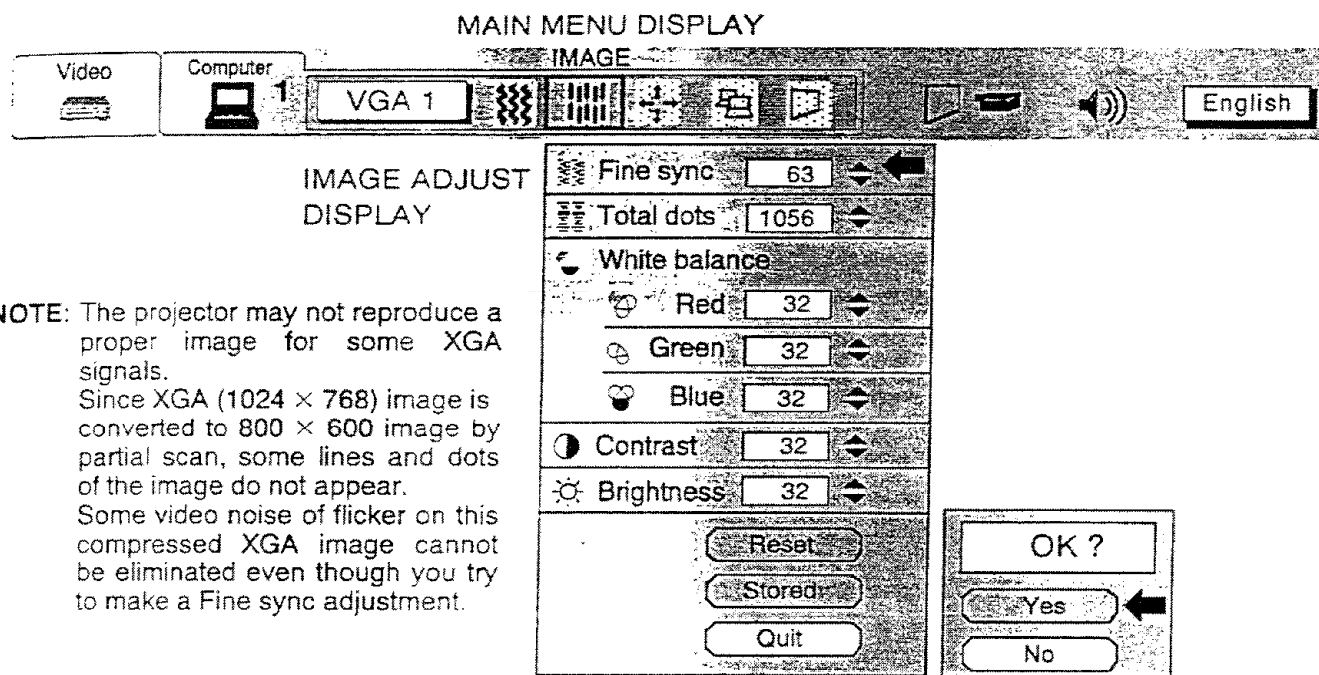 MAIN MENU DISPLAY
IMAGE
Video
Computer
1
VGA 1
English
IMAGE ADJUST
DISPLAY
Fine sync 63
Total dots 1056
White balance
Red 32
Green 32
Blue 32
Contrast 32
Brightness 32
Reset
Stored
Quit
OK ?
Yes
No
NOTE: The projector may not reproduce a
proper image for some XGA
signals.
Since XGA (1024 × 768) image is
converted to 800 × 600 image by
partial scan, some lines and dots
of the image do not appear.
Some video noise of flicker on this
compressed XGA image cannot
be eliminated even though you try
to make a Fine sync adjustment.